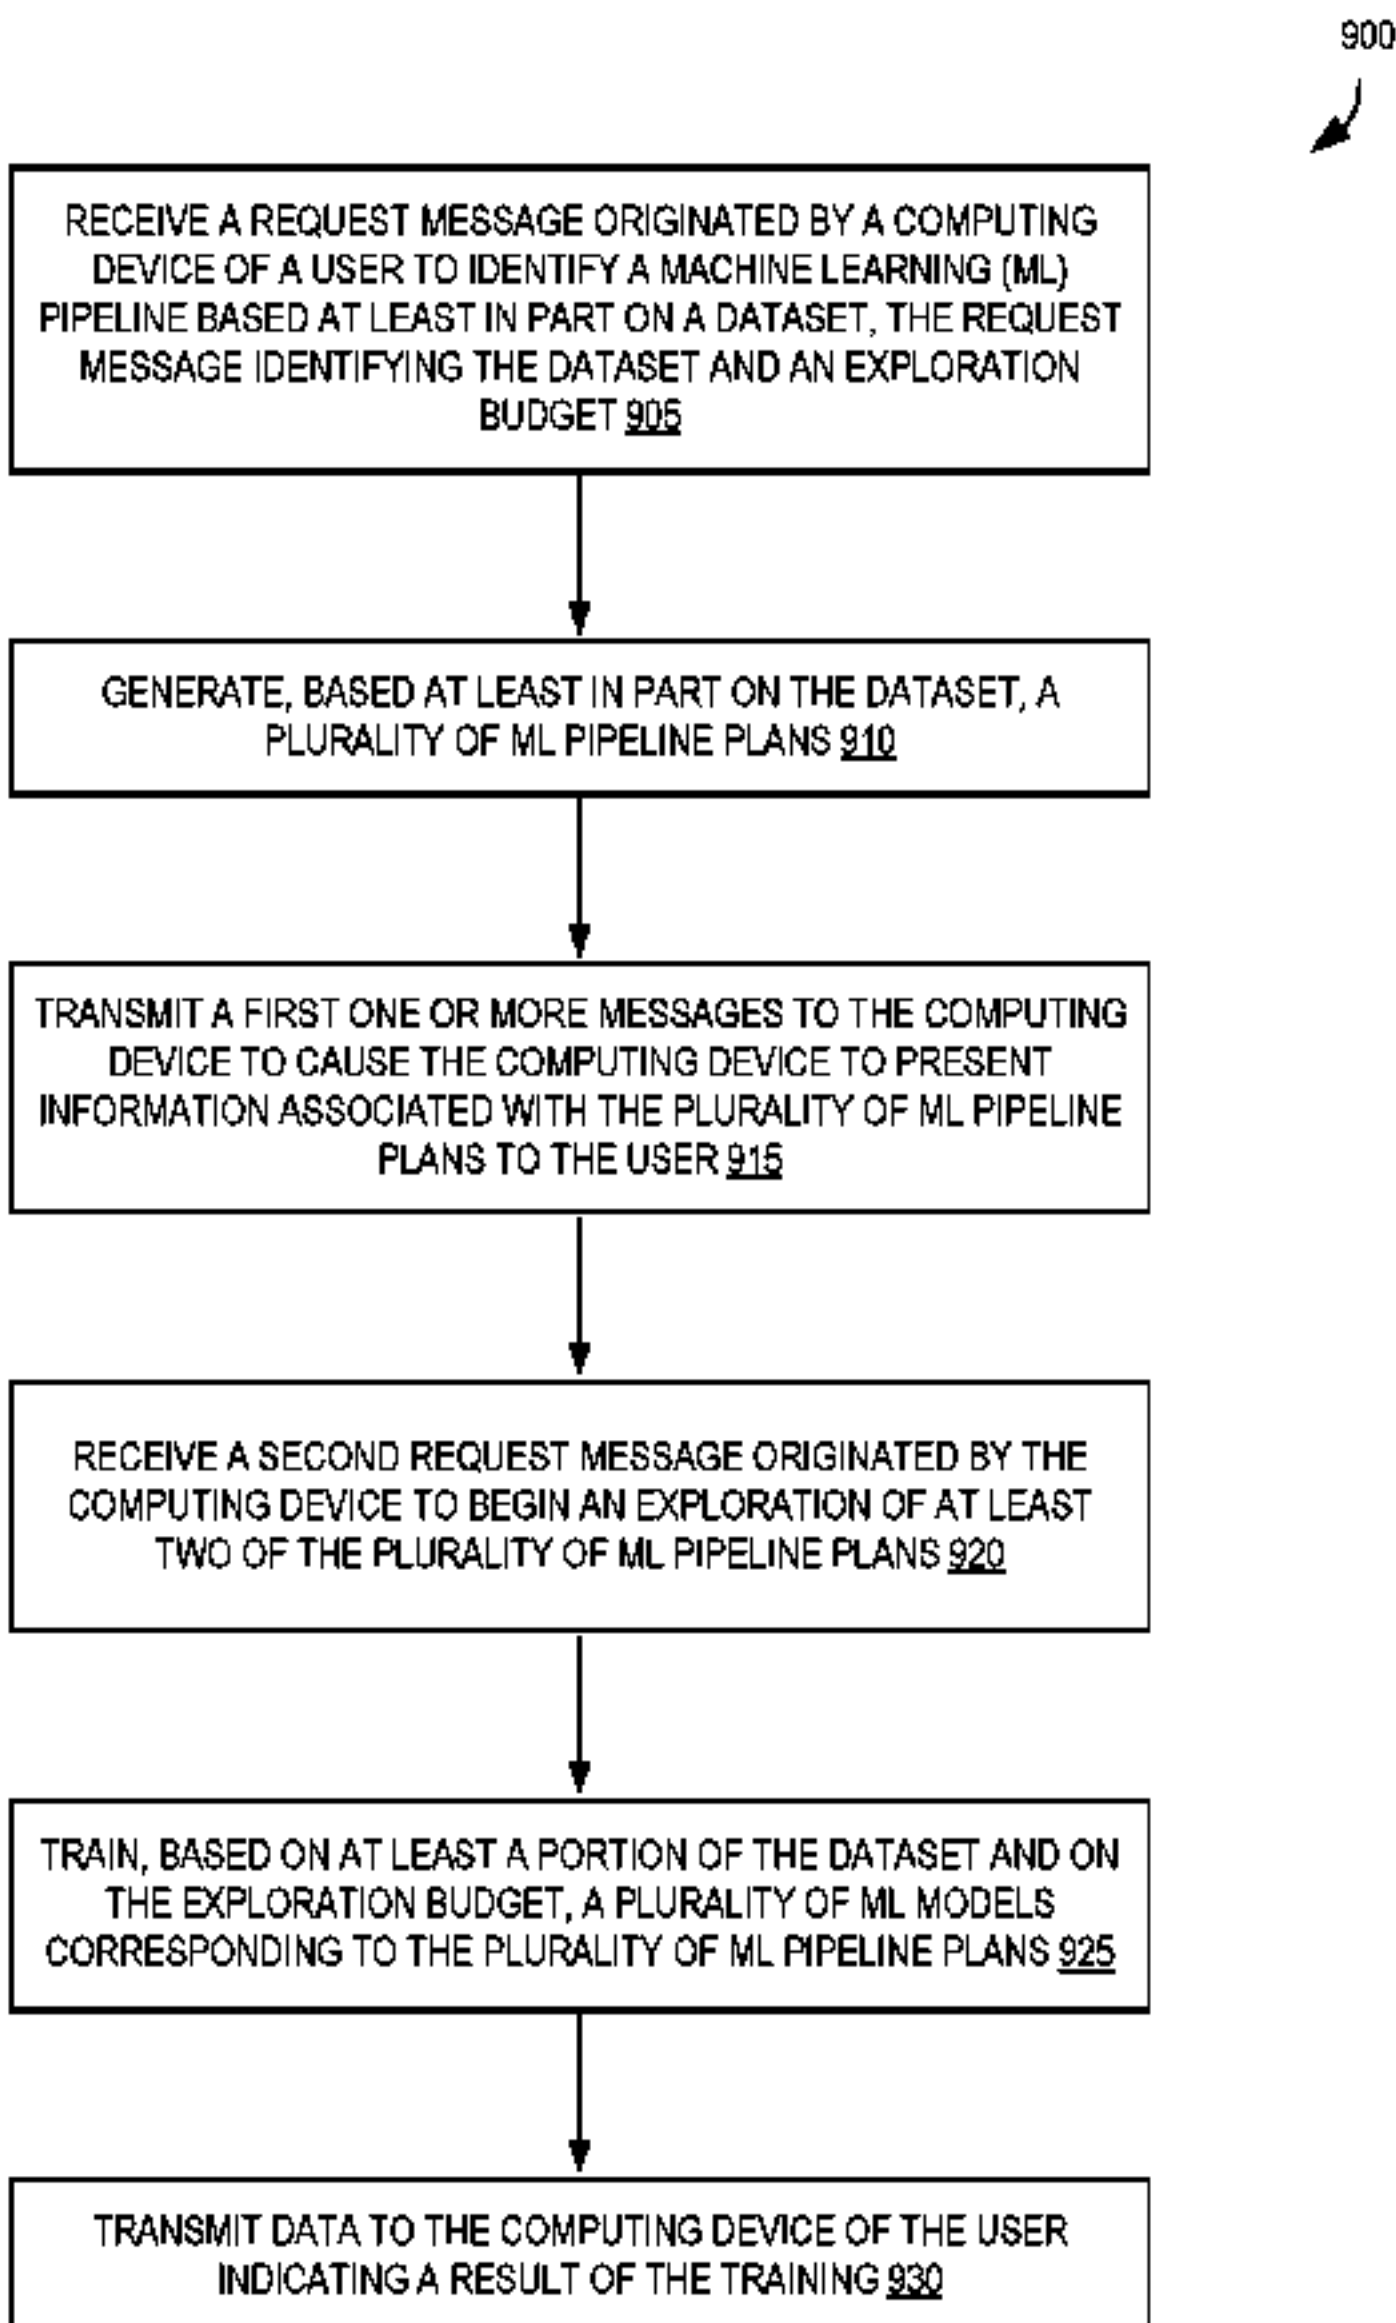 900
RECEIVE A REQUEST MESSAGE ORIGINATED BY A COMPUTING
DEVICE OF A USER TO IDENTIFY A MACHINE LEARNING (ML)
PIPELINE BASED AT LEAST IN PART ON A DATASET, THE REQUEST
MESSAGE IDENTIFYING THE DATASET AND AN EXPLORATION
BUDGET 905
GENERATE, BASED AT LEAST IN PART ON THE DATASET, A
PLURALITY OF ML PIPELINE PLANS 910
TRANSMIT A FIRST ONE OR MORE MESSAGES TO THE COMPUTING
DEVICE TO CAUSE THE COMPUTING DEVICE TO PRESENT
INFORMATION ASSOCIATED WITH THE PLURALITY OF ML PIPELINE
PLANS TO THE USER 915
RECEIVE A SECOND REQUEST MESSAGE ORIGINATED BY THE
COMPUTING DEVICE TO BEGIN AN EXPLORATION OF AT LEAST
TWO OF THE PLURALITY OF ML PIPELINE PLANS 920
TRAIN, BASED ON AT LEAST A PORTION OF THE DATASET AND ON
THE EXPLORATION BUDGET, A PLURALITY OF ML MODELS
CORRESPONDING TO THE PLURALITY OF ML PIPELINE PLANS 925
TRANSMIT DATA TO THE COMPUTING DEVICE OF THE USER
INDICATING A RESULT OF THE TRAINING 930